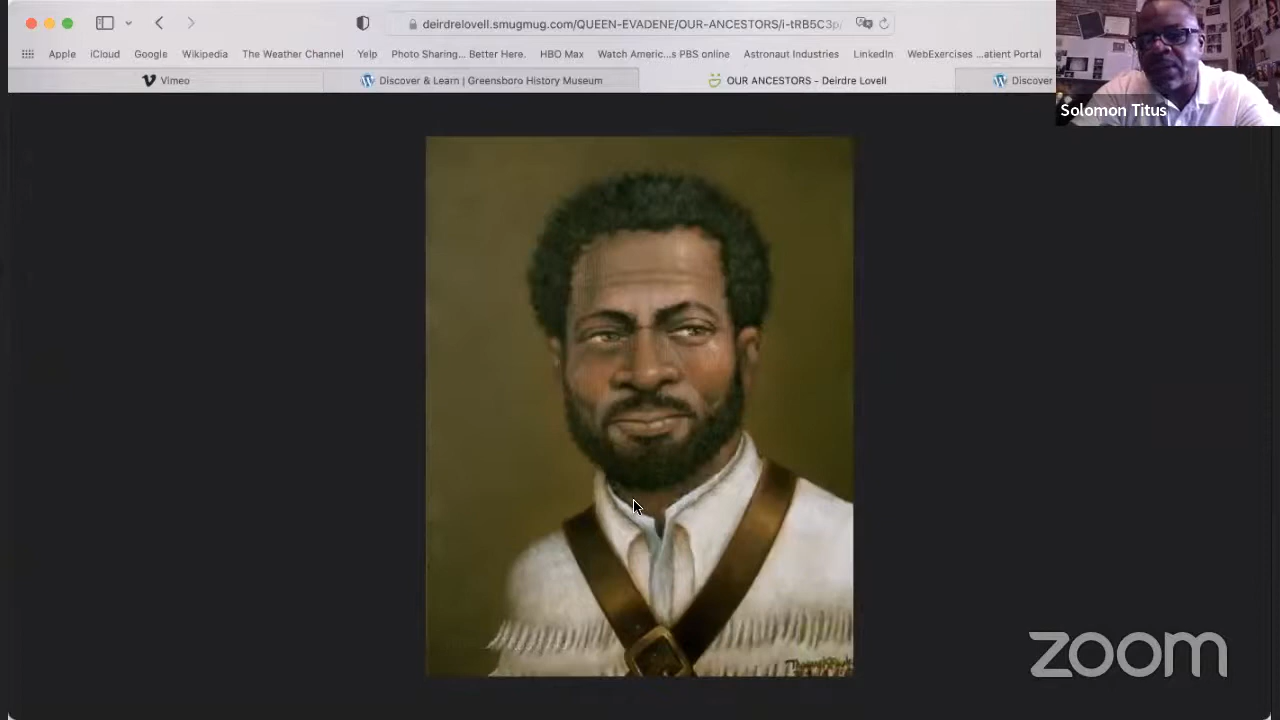 deirdrelovell.smugmug.com/QUEEN-EVADENE/OUR-ANCESTORS/i-tRB5C3p/
Apple iCloud Google Wikipedia The Weather Channel Yelp Photo Sharing... Better Here. HBO Max Watch Americ...s PBS online Astronaut Industries LinkedIn WebExercises ...atient Portal
Vimeo Discover & Learn | Greensboro History Museum OUR ANCESTORS - Deirdre Lovell Discover
Solomon Titus
zoom